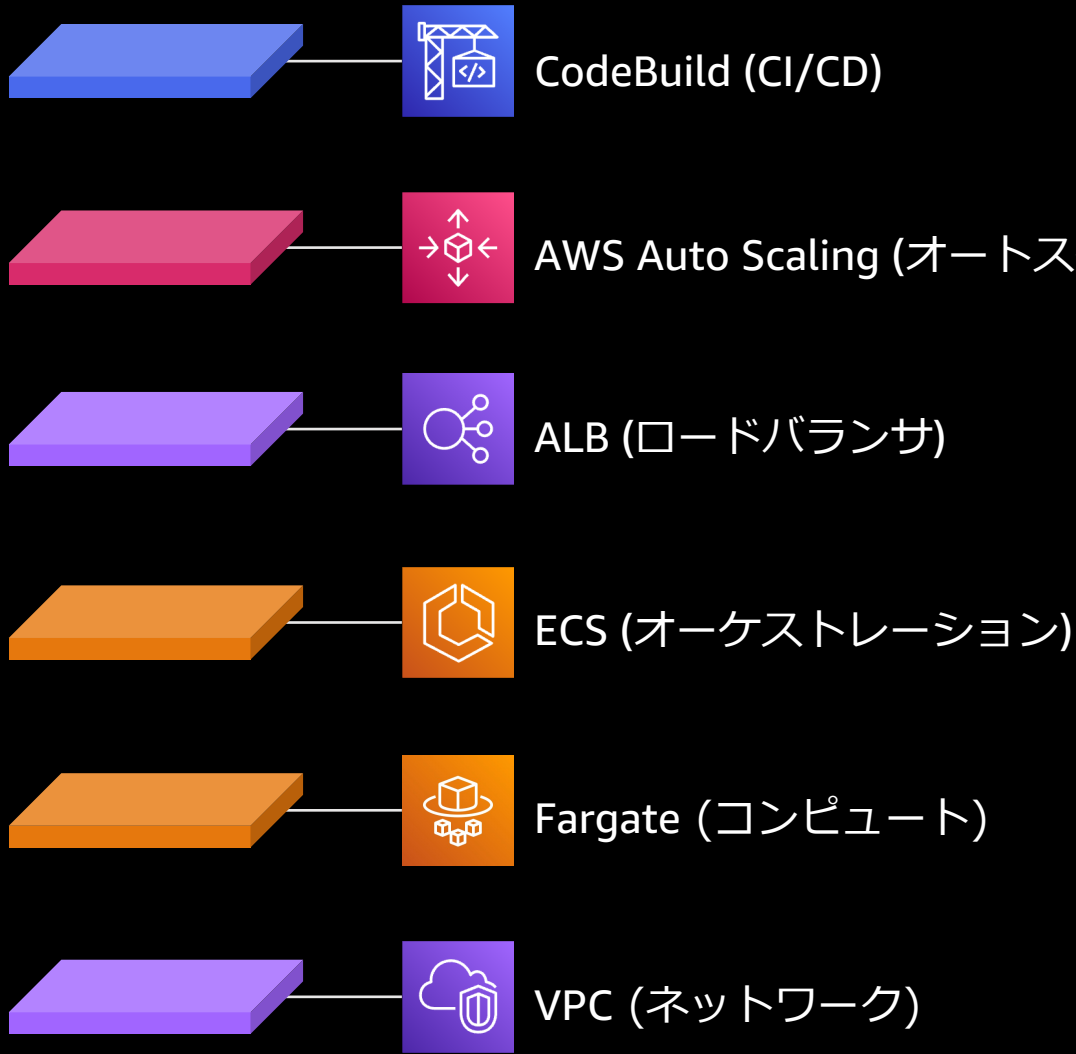 CodeBuild (CI/CD)
AWS Auto Scaling (オートス
ALB (ロードバランサ)
ECS (オーケストレーション)
Fargate (コンピュート)
VPC (ネットワーク)